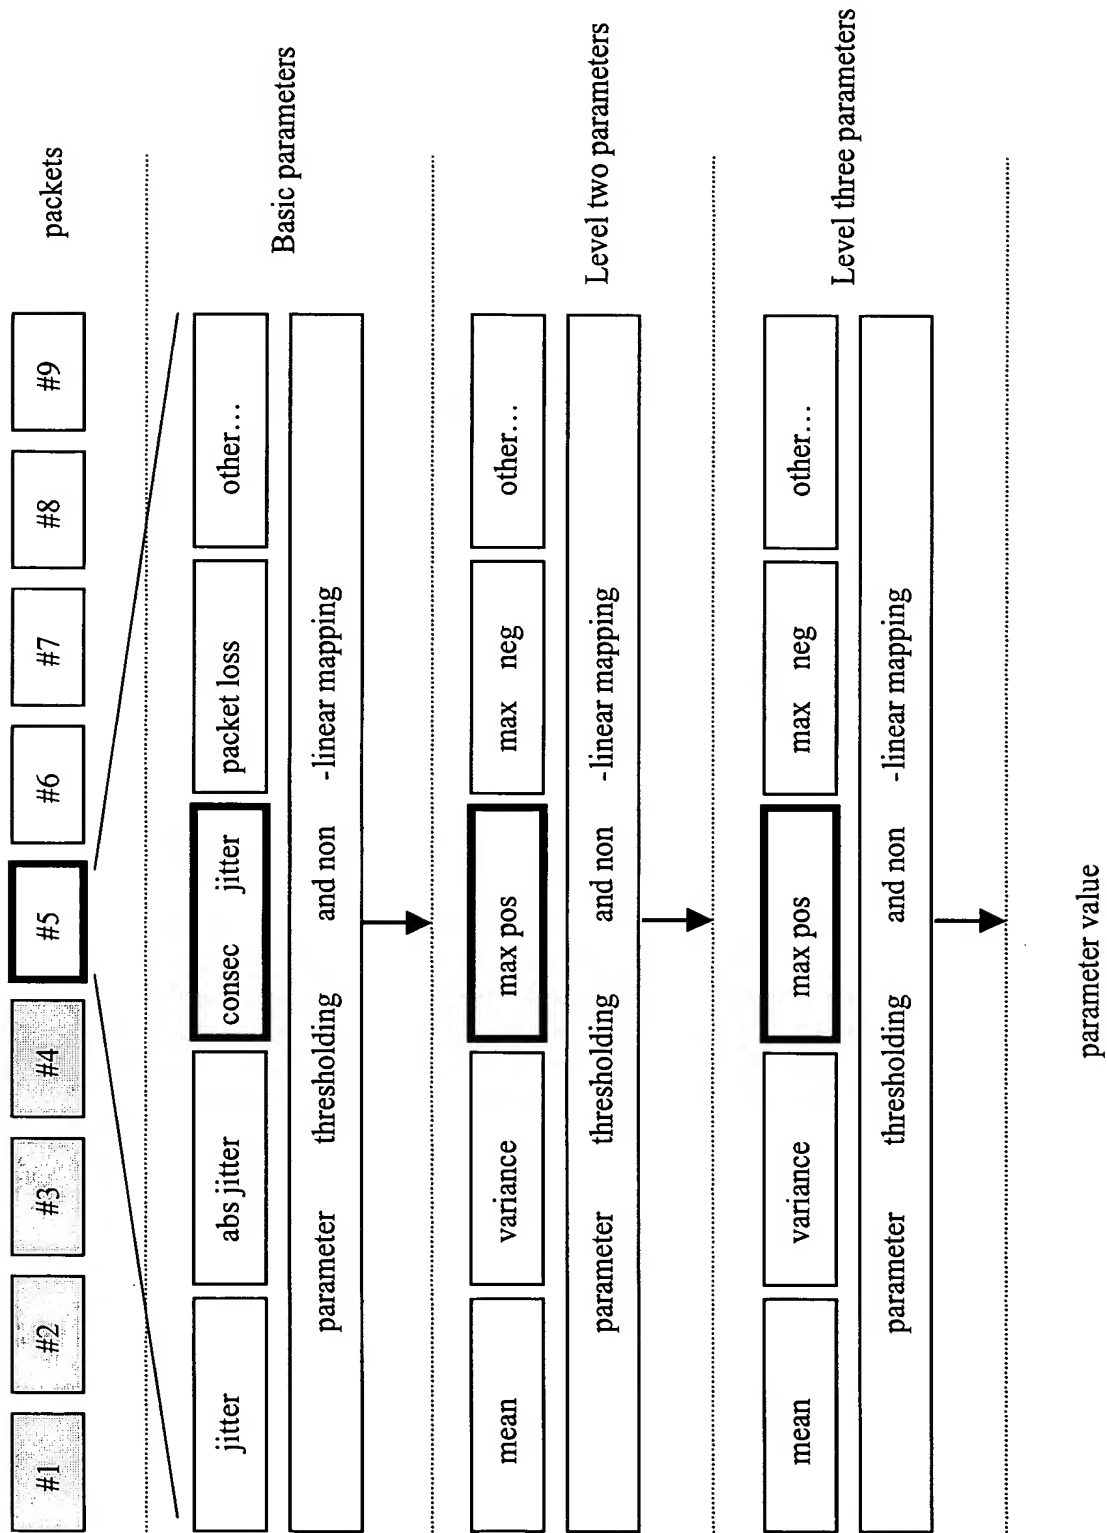 #1 #2 #3 #4 #5 #6 #7 #8 #9 packets
jitter abs jitter consec jitter packet loss other... Basic parameters
parameter thresholding and non -linear mapping
mean variance max pos max neg other... Level two parameters
parameter thresholding and non -linear mapping
mean variance max pos max neg other... Level three parameters
parameter thresholding and non -linear mapping
parameter value